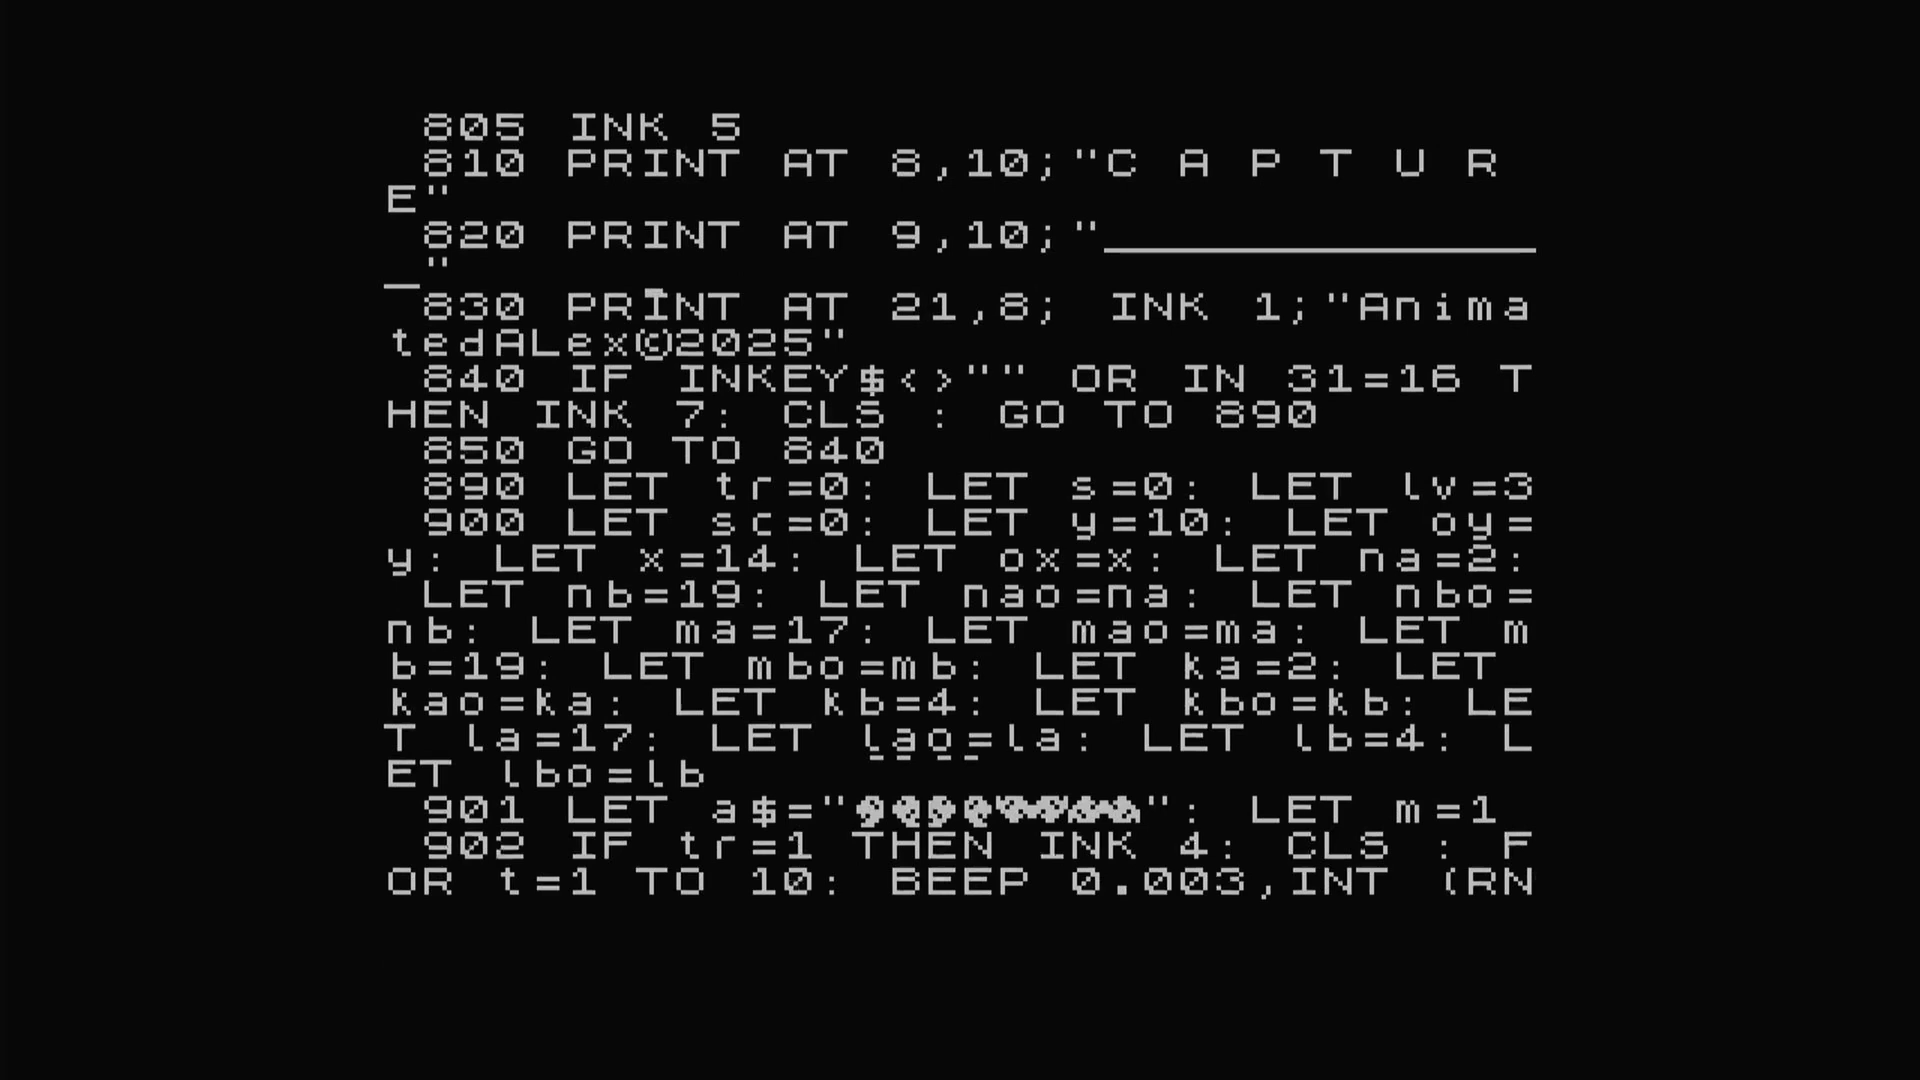 805 INK 5
810 PRINT AT 8,10;"C A P T U R
E"
820 PRINT AT 9,10;"____________
_"
830 PRINT AT 21,8; INK 1;"Anima
tedALex©2025"
840 IF INKEY$<>"" OR IN 31=16 T
HEN INK 7: CLS : GO TO 890
850 GO TO 840
890 LET tr=0: LET s=0: LET lv=3
900 LET sc=0: LET y=10: LET oy=
y: LET x=14: LET ox=x: LET na=2:
LET nb=19: LET nao=na: LET nbo=
nb: LET ma=17: LET mao=ma: LET m
b=19: LET mbo=mb: LET ka=2: LET
kao=ka: LET kb=4: LET kbo=kb: LE
T la=17: LET lao=la: LET lb=4: L
ET lbo=lb
901 LET a$="": LET m=1
902 IF tr=1 THEN INK 4: CLS : F
OR t=1 TO 10: BEEP 0.003,INT (RN